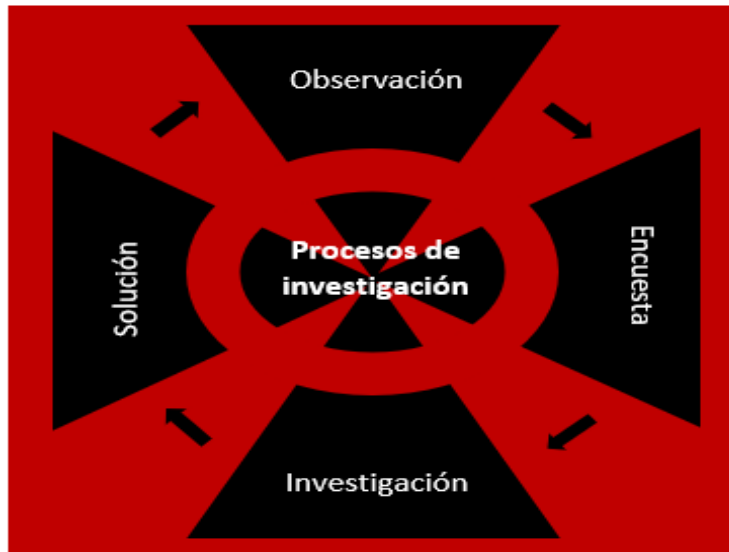 Observación
Encuesta
Procesos de
investigación
Solución
Investigación